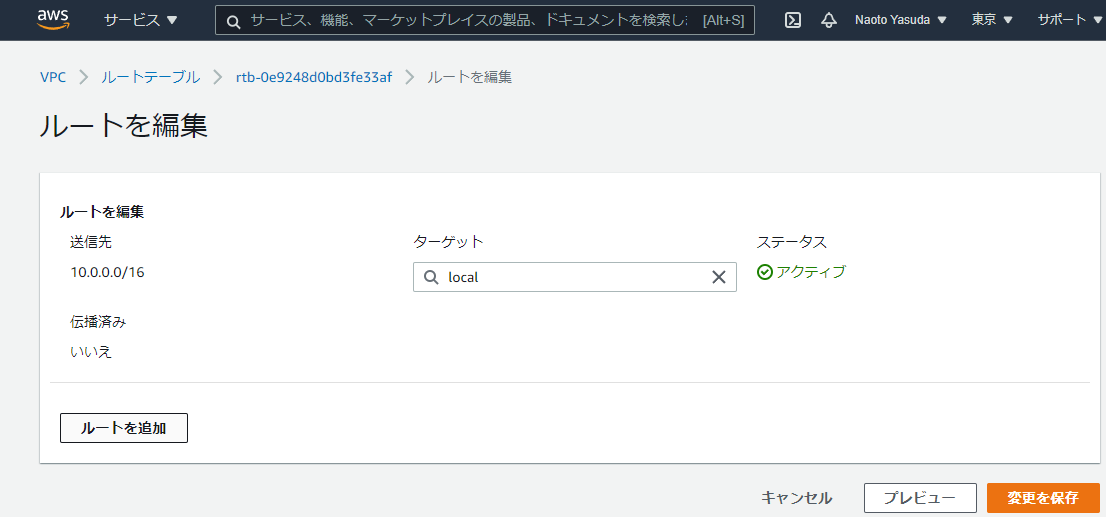 aws サービス ▼ サービス、機能、マーケットプレイスの製品、ドキュメントを検索しま [Alt+S] Naoto Yasuda ▼ 東京 ▼ サポート ▼
VPC > ルートテーブル > rtb-0e9248d0bd3fe33af > ルートを編集
ルートを編集
ルートを編集
送信先 ターゲット ステータス
10.0.0.0/16 local アクティブ
伝播済み
いいえ
ルートを追加
キャンセル プレビュー 変更を保存